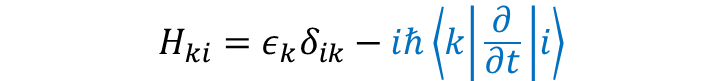 H_{ki} = ϵ_k δ_{ik} − iℏ ⟨k| ∂/∂t |i⟩